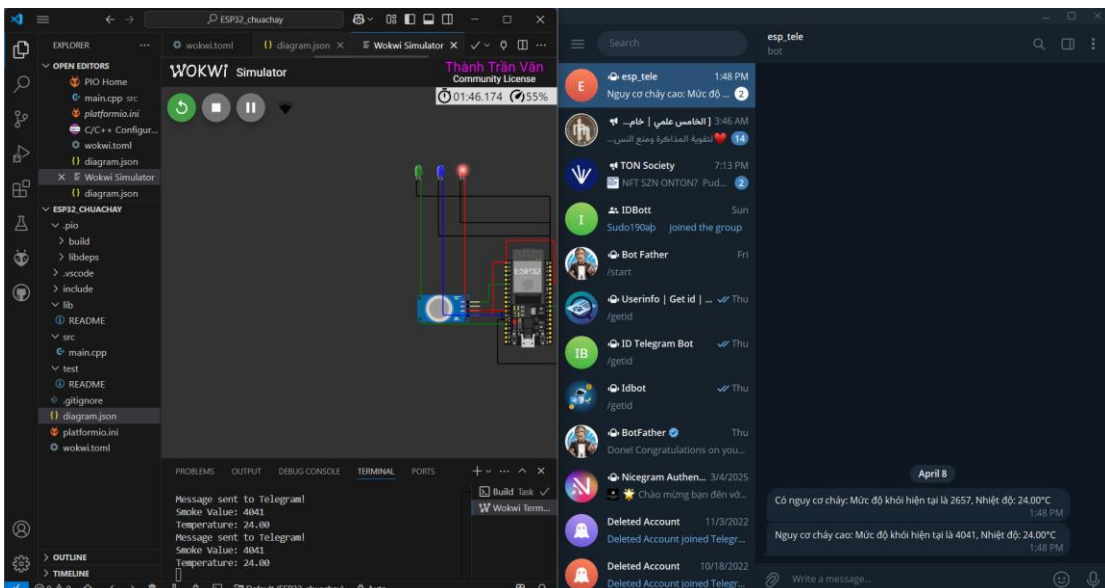 ESP32_chuachay
EXPLORER
OPEN EDITORS
PIO Home
main.cpp src
platformio.ini
C/C++ Configur...
wokwi.toml
diagram.json
Wokwi Simulator
diagram.json
ESP32_CHUACHAY
.pio
build
libdeps
.vscode
include
lib
README
src
main.cpp
test
README
.gitignore
diagram.json
platformio.ini
wokwi.toml
OUTLINE
TIMELINE
wokwi.toml
diagram.json
Wokwi Simulator
WOKWI Simulator
Thành Trần Văn
Community License
01:46.174 55%
ESP32
PROBLEMS OUTPUT DEBUG CONSOLE TERMINAL PORTS
Build Task
Wokwi Term...
Message sent to Telegram!
Smoke Value: 4041
Temperature: 24.00
Message sent to Telegram!
Smoke Value: 4041
Temperature: 24.00
Search
E
esp_tele 1:48 PM
Nguy cơ cháy cao: Mức độ ... 2
[ الخامس علمي | خام... 3:46 AM
لتقوية المذاكرة ومنع النس... 14
TON Society 7:13 PM
NFT SZN ONTON? Pud... 2
I
IDBott Sun
joined the group
Bot Father Fri
/start
Userinfo | Get id | ... Thu
/getid
IB
ID Telegram Bot Thu
/getid
Idbot Thu
/getid
BotFather Thu
Done! Congratulations on you...
Nicegram Authen... 3/4/2025
Chào mừng bạn đến vớ...
Deleted Account 11/3/2022
Deleted Account joined Telegr...
Deleted Account 10/18/2022
Deleted Account joined Telegr...
esp_tele
bot
April 8
Có nguy cơ cháy: Mức độ khói hiện tại là 2657, Nhiệt độ: 24.00°C
1:48 PM
Nguy cơ cháy cao: Mức độ khói hiện tại là 4041, Nhiệt độ: 24.00°C
1:48 PM
Write a message...